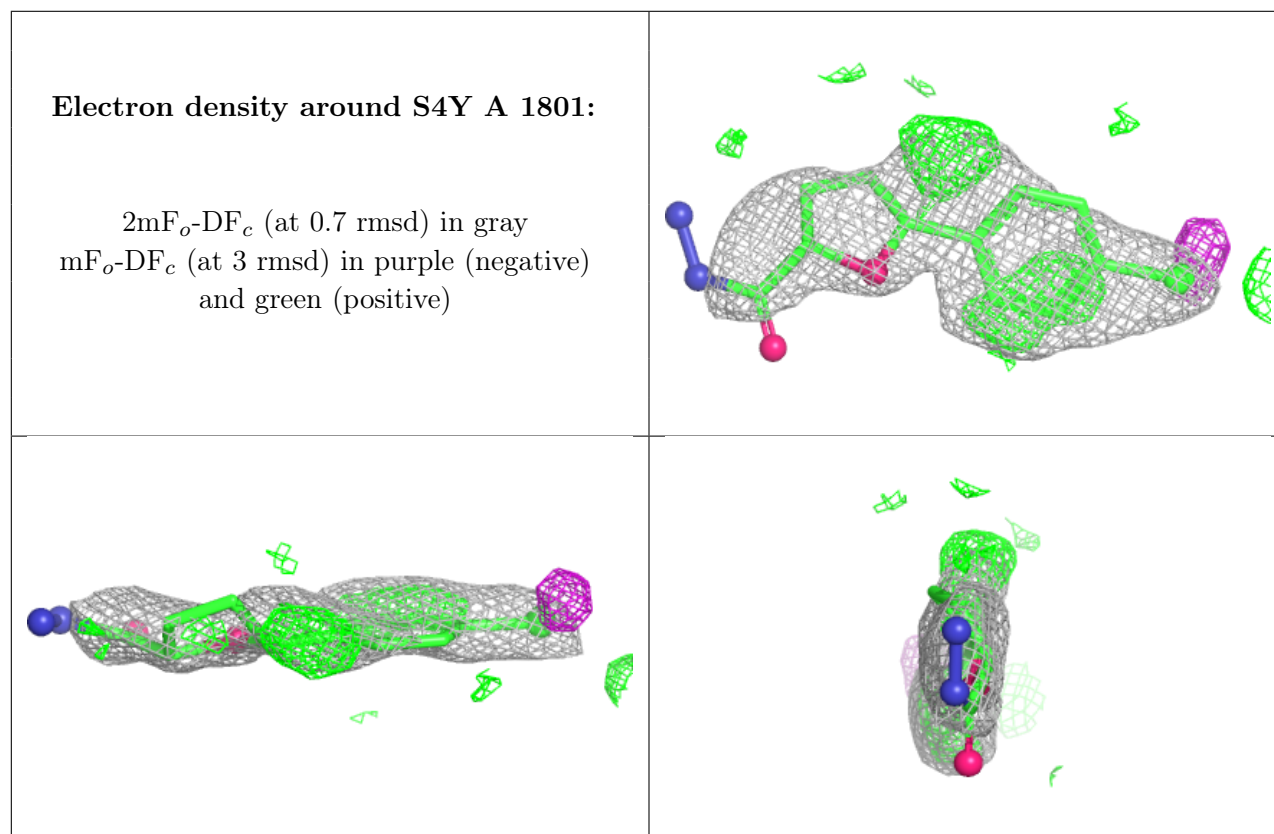 Electron density around S4Y A 1801:
2mFo-DFc (at 0.7 rmsd) in gray
mFo-DFc (at 3 rmsd) in purple (negative)
and green (positive)